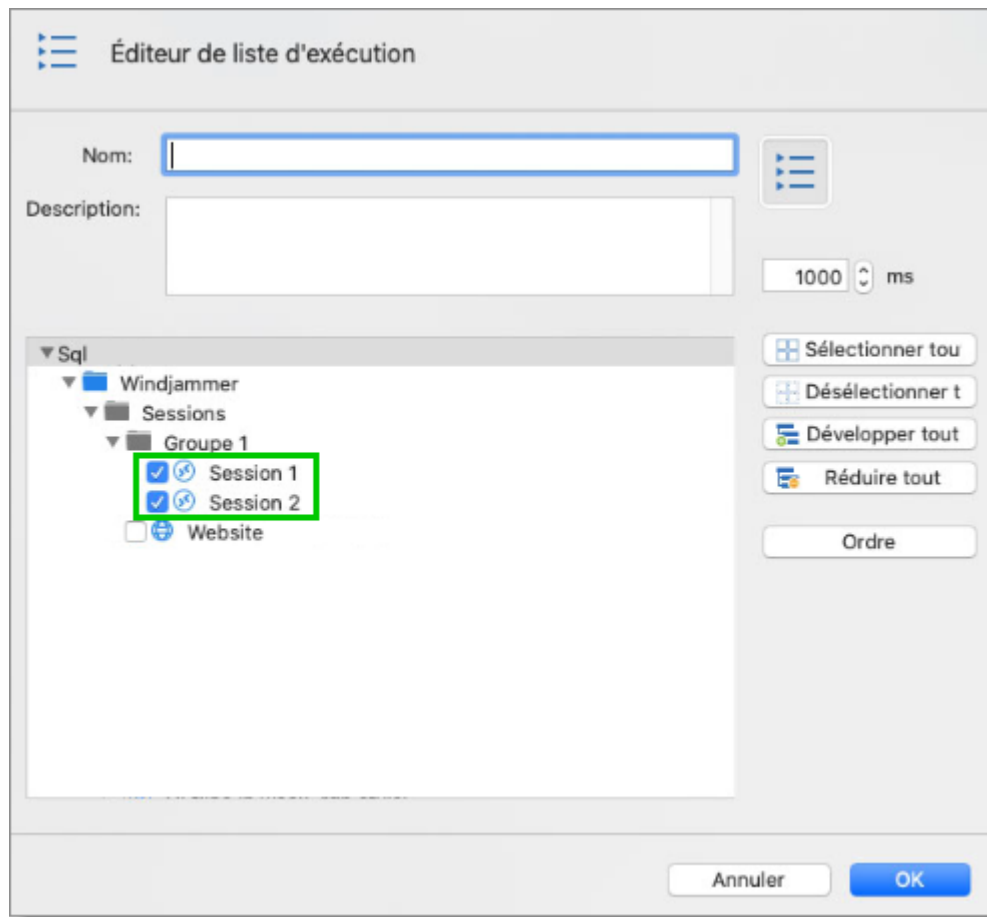 Éditeur de liste d'exécution
Nom:
Description:
1000 ms
Sql
Windjammer
Sessions
Groupe 1
Session 1
Session 2
Website
Sélectionner tou
Désélectionner t
Développer tout
Réduire tout
Ordre
Annuler
OK